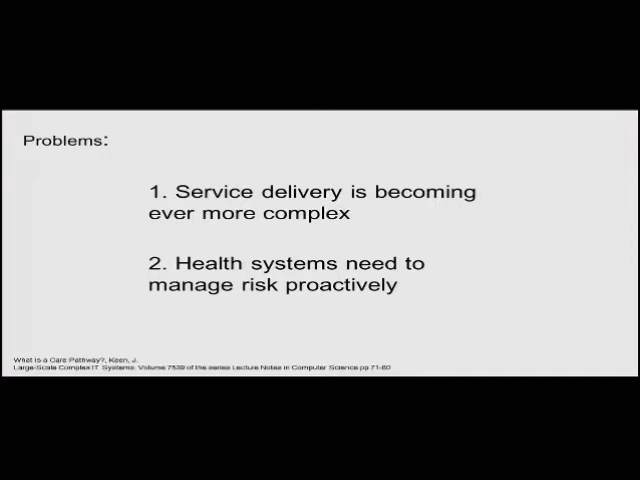 Problems:
1. Service delivery is becoming
ever more complex
2. Health systems need to
manage risk proactively
What is a Care Pathway?, Keen, J.
Large-Scale Complex IT Systems. Volume 7539 of the series Lecture Notes in Computer Science pp 71-80